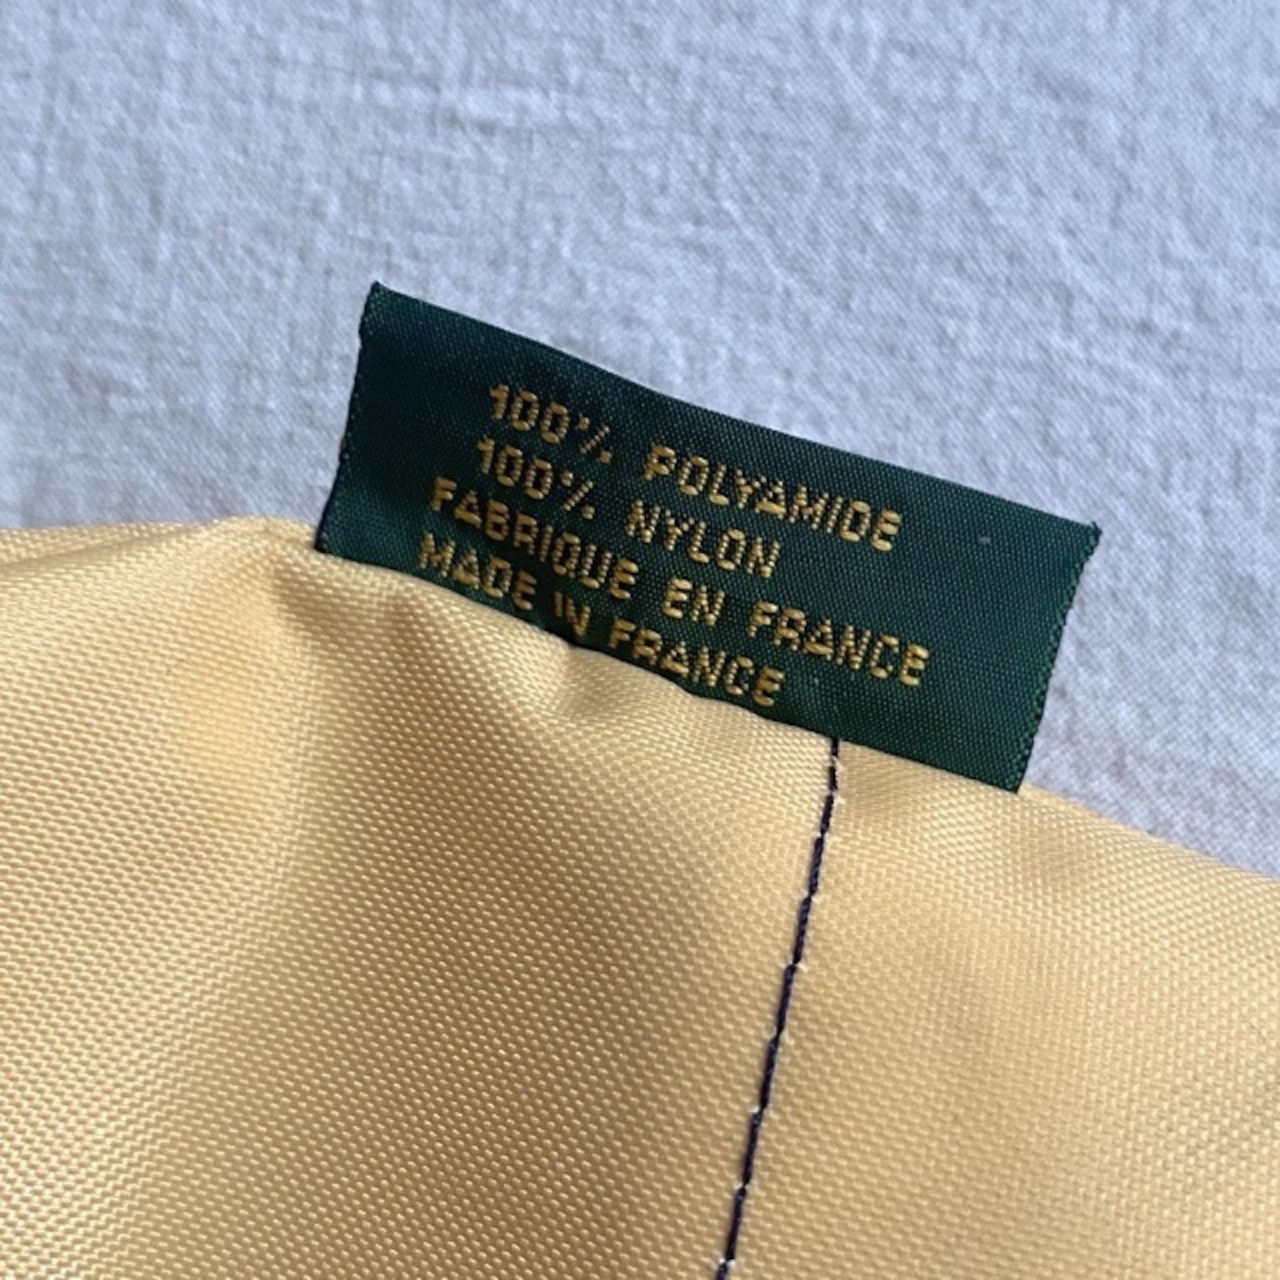 100% POLYAMIDE
100% NYLON
FABRIQUE EN FRANCE
MADE IN FRANCE